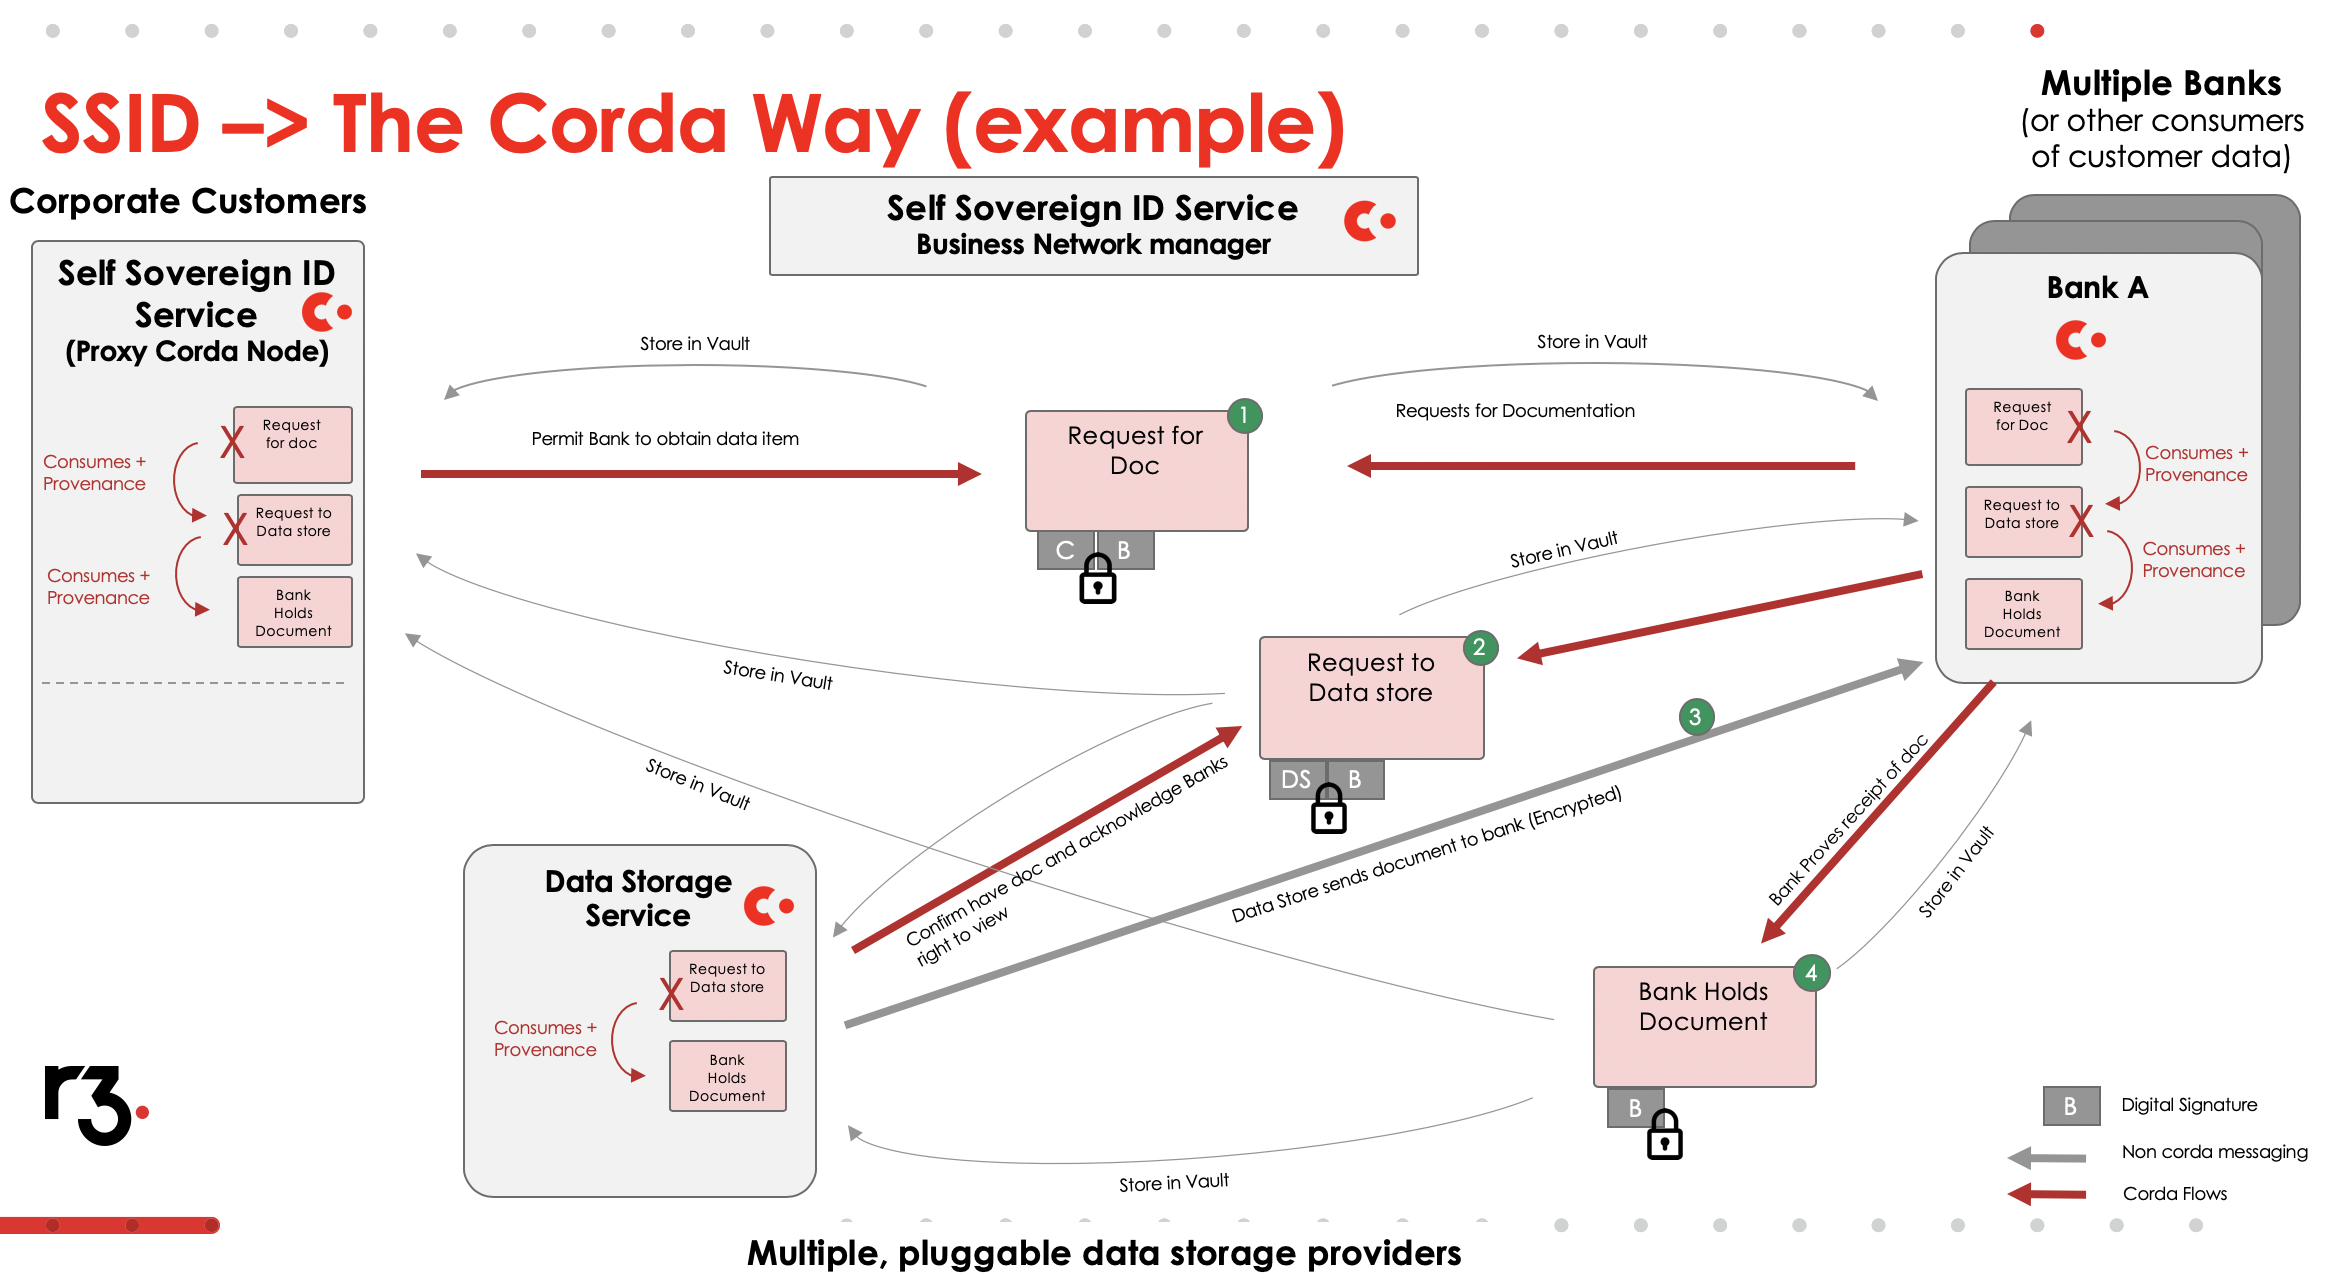 SSID –> The Corda Way (example)
Multiple Banks
(or other consumers
of customer data)
Corporate Customers
Self Sovereign ID Service
Business Network manager
Self Sovereign ID
Service
(Proxy Corda Node)
Request
for doc
X
Consumes +
Provenance
Request to
Data store
X
Consumes +
Provenance
Bank
Holds
Document
Store in Vault
Permit Bank to obtain data item
Request for
Doc
1
C
B
Store in Vault
Requests for Documentation
Bank A
Request
for Doc
X
Consumes +
Provenance
Request to
Data store
X
Consumes +
Provenance
Bank
Holds
Document
Store in Vault
Request to
Data store
2
DS
B
Store in Vault
Store in Vault
3
Confirm have doc and acknowledge Banks
right to view
Data Store sends document to bank (Encrypted)
Bank Proves receipt of doc
Store in Vault
Data Storage
Service
Request to
Data store
X
Consumes +
Provenance
Bank
Holds
Document
Bank Holds
Document
4
B
Store in Vault
r3.
B
Digital Signature
Non corda messaging
Corda Flows
Multiple, pluggable data storage providers